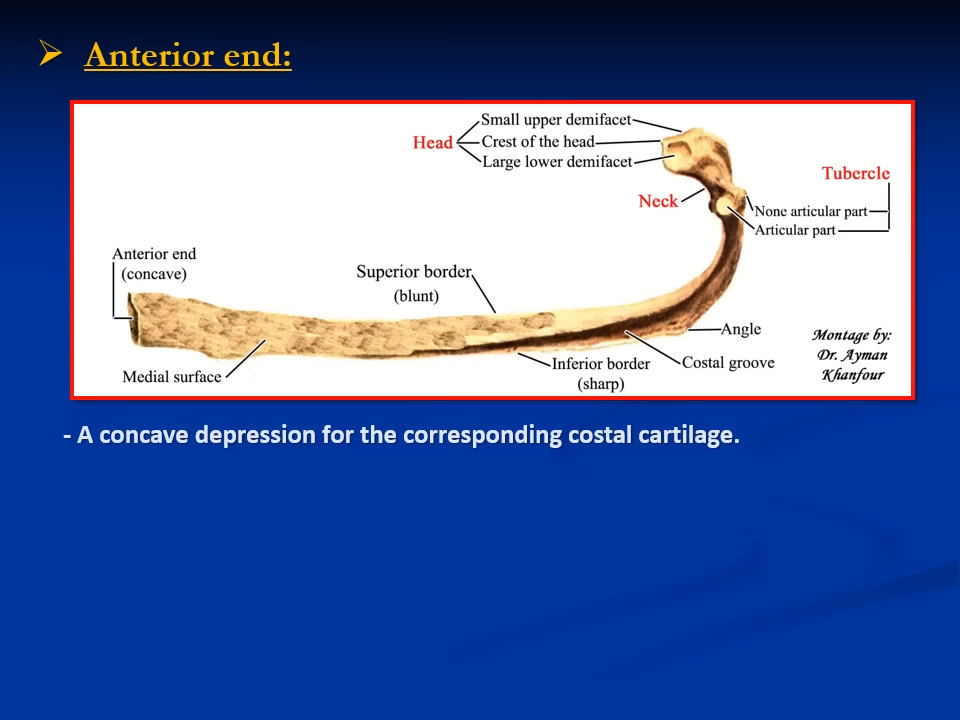 Anterior end:
Small upper demifacet
Head
Crest of the head
Large lower demifacet
Tubercle
Neck
None articular part
Articular part
Anterior end
(concave)
Superior border
(blunt)
Angle
Montage by:
Dr. Ayman
Khanfour
Inferior border
(sharp)
Costal groove
Medial surface
- A concave depression for the corresponding costal cartilage.